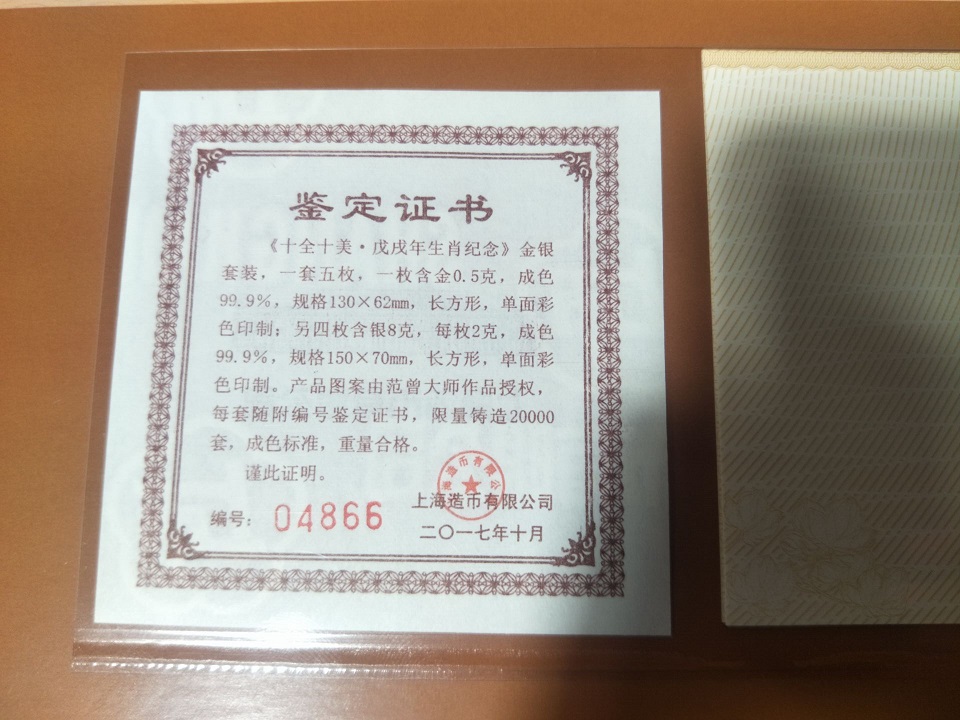 鉴定证书
《十全十美·戊戌年生肖纪念》金银
套装，一套五枚，一枚含金0.5克，成色
99.9%，规格130×62mm，长方形，单面彩
色印制；另四枚含银8克，每枚2克，成色
99.9%，规格150×70mm，长方形，单面彩
色印制。产品图案由范曾大师作品授权，
每套随附编号鉴定证书，限量铸造20000
套，成色标准，重量合格。
谨此证明。
海造币有限公
上海造币有限公司
编号：04866
二〇一七年十月